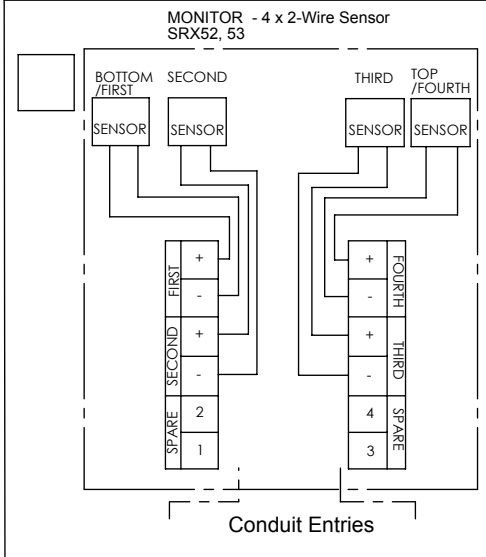 MONITOR - 4 x 2-Wire Sensor
SRX52, 53
BOTTOM
/FIRST
SECOND
THIRD
TOP
/FOURTH
SENSOR
SENSOR
SENSOR
SENSOR
FIRST
+
-
SECOND
+
-
SPARE
2
1
+
-
FOURTH
+
-
THIRD
4
3
SPARE
Conduit Entries